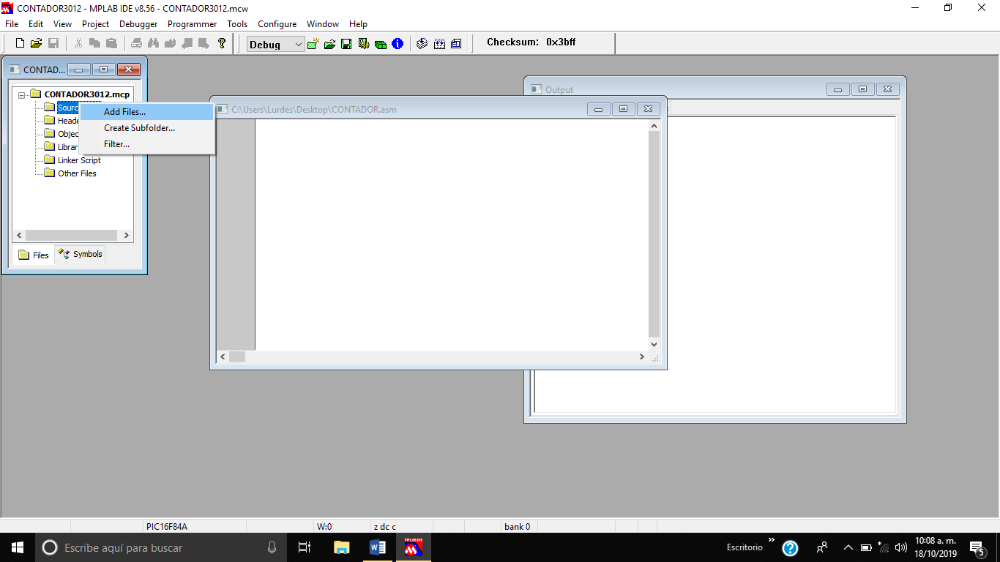 CONTADOR3012 - MPLAB IDE v8.56 - CONTADOR3012.mcw
File Edit View Project Debugger Programmer Tools Configure Window Help
Debug
Checksum: 0x3bff
CONTAD...
CONTADOR3012.mcp
Sourc
Heade
Objec
Librar
Linker Script
Other Files
Add Files...
Create Subfolder...
Filter...
Files
Symbols
C:\Users\Lurdes\Desktop\CONTADOR.asm
Output
PIC16F84A W:0 z dc c bank 0
Escribe aquí para buscar
Escritorio
10:08 a. m.
18/10/2019
5